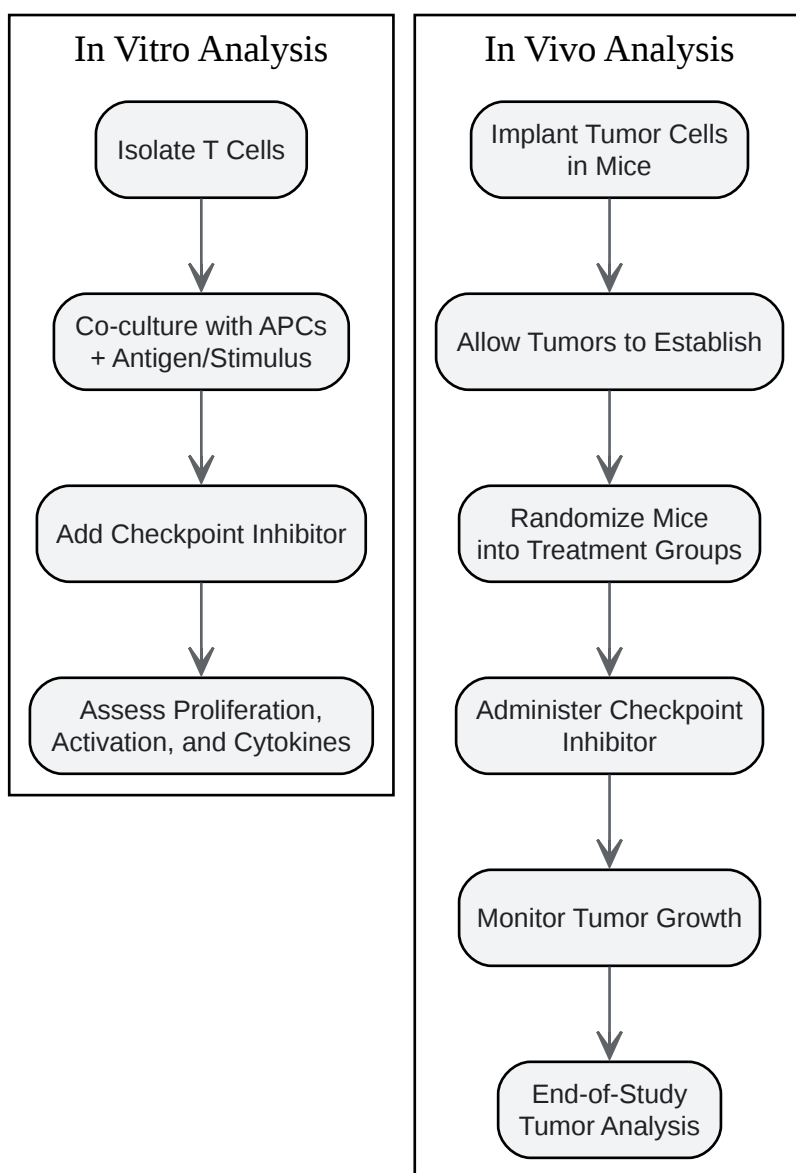 In Vitro Analysis
Isolate T Cells
Co-culture with APCs
+ Antigen/Stimulus
Add Checkpoint Inhibitor
Assess Proliferation,
Activation, and Cytokines
In Vivo Analysis
Implant Tumor Cells
in Mice
Allow Tumors to Establish
Randomize Mice
into Treatment Groups
Administer Checkpoint
Inhibitor
Monitor Tumor Growth
End-of-Study
Tumor Analysis